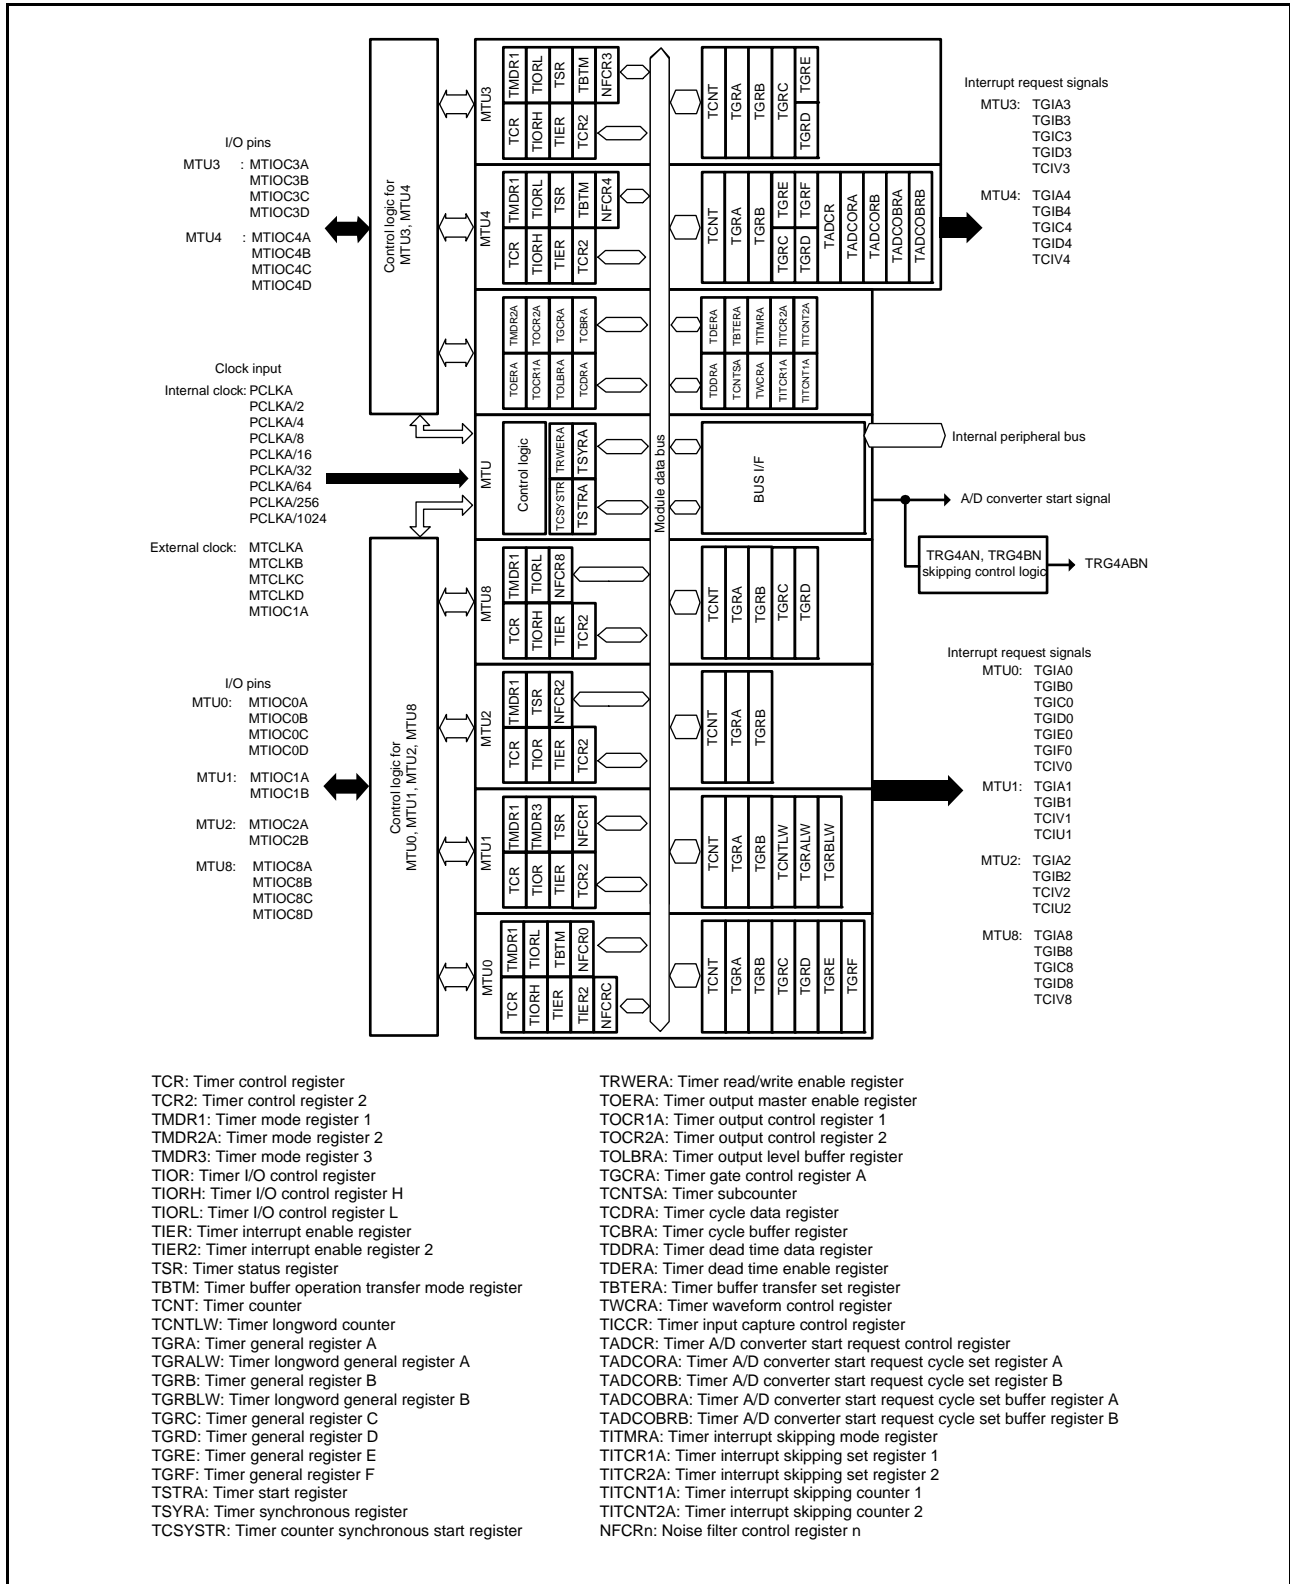 I/O pins
MTU3 : MTIOC3A
MTIOC3B
MTIOC3C
MTIOC3D
MTU4 : MTIOC4A
MTIOC4B
MTIOC4C
MTIOC4D
Clock input
Internal clock: PCLKA
PCLKA/2
PCLKA/4
PCLKA/8
PCLKA/16
PCLKA/32
PCLKA/64
PCLKA/256
PCLKA/1024
External clock: MTCLKA
MTCLKB
MTCLKC
MTCLKD
MTIOC1A
I/O pins
MTU0: MTIOC0A
MTIOC0B
MTIOC0C
MTIOC0D
MTU1: MTIOC1A
MTIOC1B
MTU2: MTIOC2A
MTIOC2B
MTU8: MTIOC8A
MTIOC8B
MTIOC8C
MTIOC8D
Control logic for
MTU3, MTU4
Control logic for
MTU0, MTU1, MTU2, MTU8
MTU3
TMDR1
TIORL
TSR
TBTM
NFCR3
TCR
TIORH
TIER
TCR2
TCNT
TGRA
TGRB
TGRC
TGRE
TGRD
MTU4
TMDR1
TIORL
TSR
TBTM
NFCR4
TCR
TIORH
TIER
TCR2
TCNT
TGRA
TGRB
TGRE
TGRF
TGRC
TGRD
TADCR
TADCORA
TADCORB
TADCOBRA
TADCOBRB
TMDR2A
TOCR2A
TGCRA
TCBRA
TOERA
TOCR1A
TOLBRA
TCDRA
TDERA
TBTERA
TITMRA
TITCR2A
TITCNT2A
TDDRA
TCNTSA
TWCRA
TITCR1A
TITCNT1A
MTU
Control logic
TRWERA
TSYRA
TCSYSTR
TSTRA
Module data bus
BUS I/F
MTU8
TMDR1
TIORL
NFCR8
TCR
TIORH
TIER
TCR2
TCNT
TGRA
TGRB
TGRC
TGRD
MTU2
TMDR1
TSR
NFCR2
TCR
TIOR
TIER
TCR2
TCNT
TGRA
TGRB
MTU1
TMDR1
TMDR3
TSR
NFCR1
TCR
TIOR
TIER
TCR2
TCNT
TGRA
TGRB
TCNTLW
TGRALW
TGRBLW
MTU0
TMDR1
TIORL
TBTM
NFCR0
TCR
TIORH
TIER
TIER2
NFCRC
TCNT
TGRA
TGRB
TGRC
TGRD
TGRE
TGRF
Interrupt request signals
MTU3: TGIA3
TGIB3
TGIC3
TGID3
TCIV3
MTU4: TGIA4
TGIB4
TGIC4
TGID4
TCIV4
Internal peripheral bus
A/D converter start signal
TRG4AN, TRG4BN
skipping control logic
TRG4ABN
Interrupt request signals
MTU0: TGIA0
TGIB0
TGIC0
TGID0
TGIE0
TGIF0
TCIV0
MTU1: TGIA1
TGIB1
TCIV1
TCIU1
MTU2: TGIA2
TGIB2
TCIV2
TCIU2
MTU8: TGIA8
TGIB8
TGIC8
TGID8
TCIV8
TCR: Timer control register
TCR2: Timer control register 2
TMDR1: Timer mode register 1
TMDR2A: Timer mode register 2
TMDR3: Timer mode register 3
TIOR: Timer I/O control register
TIORH: Timer I/O control register H
TIORL: Timer I/O control register L
TIER: Timer interrupt enable register
TIER2: Timer interrupt enable register 2
TSR: Timer status register
TBTM: Timer buffer operation transfer mode register
TCNT: Timer counter
TCNTLW: Timer longword counter
TGRA: Timer general register A
TGRALW: Timer longword general register A
TGRB: Timer general register B
TGRBLW: Timer longword general register B
TGRC: Timer general register C
TGRD: Timer general register D
TGRE: Timer general register E
TGRF: Timer general register F
TSTRA: Timer start register
TSYRA: Timer synchronous register
TCSYSTR: Timer counter synchronous start register
TRWERA: Timer read/write enable register
TOERA: Timer output master enable register
TOCR1A: Timer output control register 1
TOCR2A: Timer output control register 2
TOLBRA: Timer output level buffer register
TGCRA: Timer gate control register A
TCNTSA: Timer subcounter
TCDRA: Timer cycle data register
TCBRA: Timer cycle buffer register
TDDRA: Timer dead time data register
TDERA: Timer dead time enable register
TBTERA: Timer buffer transfer set register
TWCRA: Timer waveform control register
TICCR: Timer input capture control register
TADCR: Timer A/D converter start request control register
TADCORA: Timer A/D converter start request cycle set register A
TADCORB: Timer A/D converter start request cycle set register B
TADCOBRA: Timer A/D converter start request cycle set buffer register A
TADCOBRB: Timer A/D converter start request cycle set buffer register B
TITMRA: Timer interrupt skipping mode register
TITCR1A: Timer interrupt skipping set register 1
TITCR2A: Timer interrupt skipping set register 2
TITCNT1A: Timer interrupt skipping counter 1
TITCNT2A: Timer interrupt skipping counter 2
NFCRn: Noise filter control register n